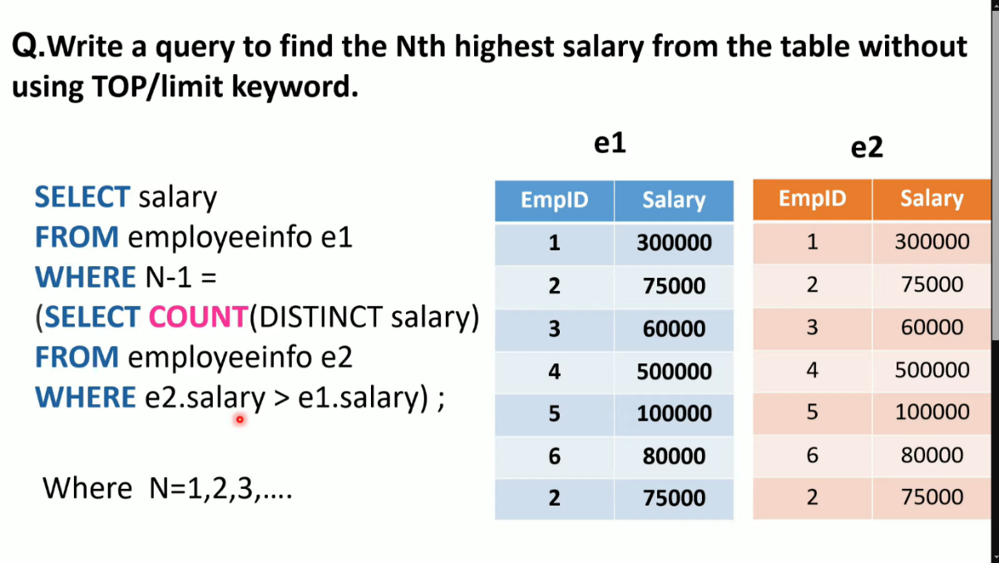 Q.Write a query to find the Nth highest salary from the table without
using TOP/limit keyword.
SELECT salary
FROM employeeinfo e1
WHERE N-1 =
(SELECT COUNT(DISTINCT salary)
FROM employeeinfo e2
WHERE e2.salary > e1.salary) ;
Where N=1,2,3,....
e1
EmpID Salary
1 300000
2 75000
3 60000
4 500000
5 100000
6 80000
2 75000
e2
EmpID Salary
1 300000
2 75000
3 60000
4 500000
5 100000
6 80000
2 75000